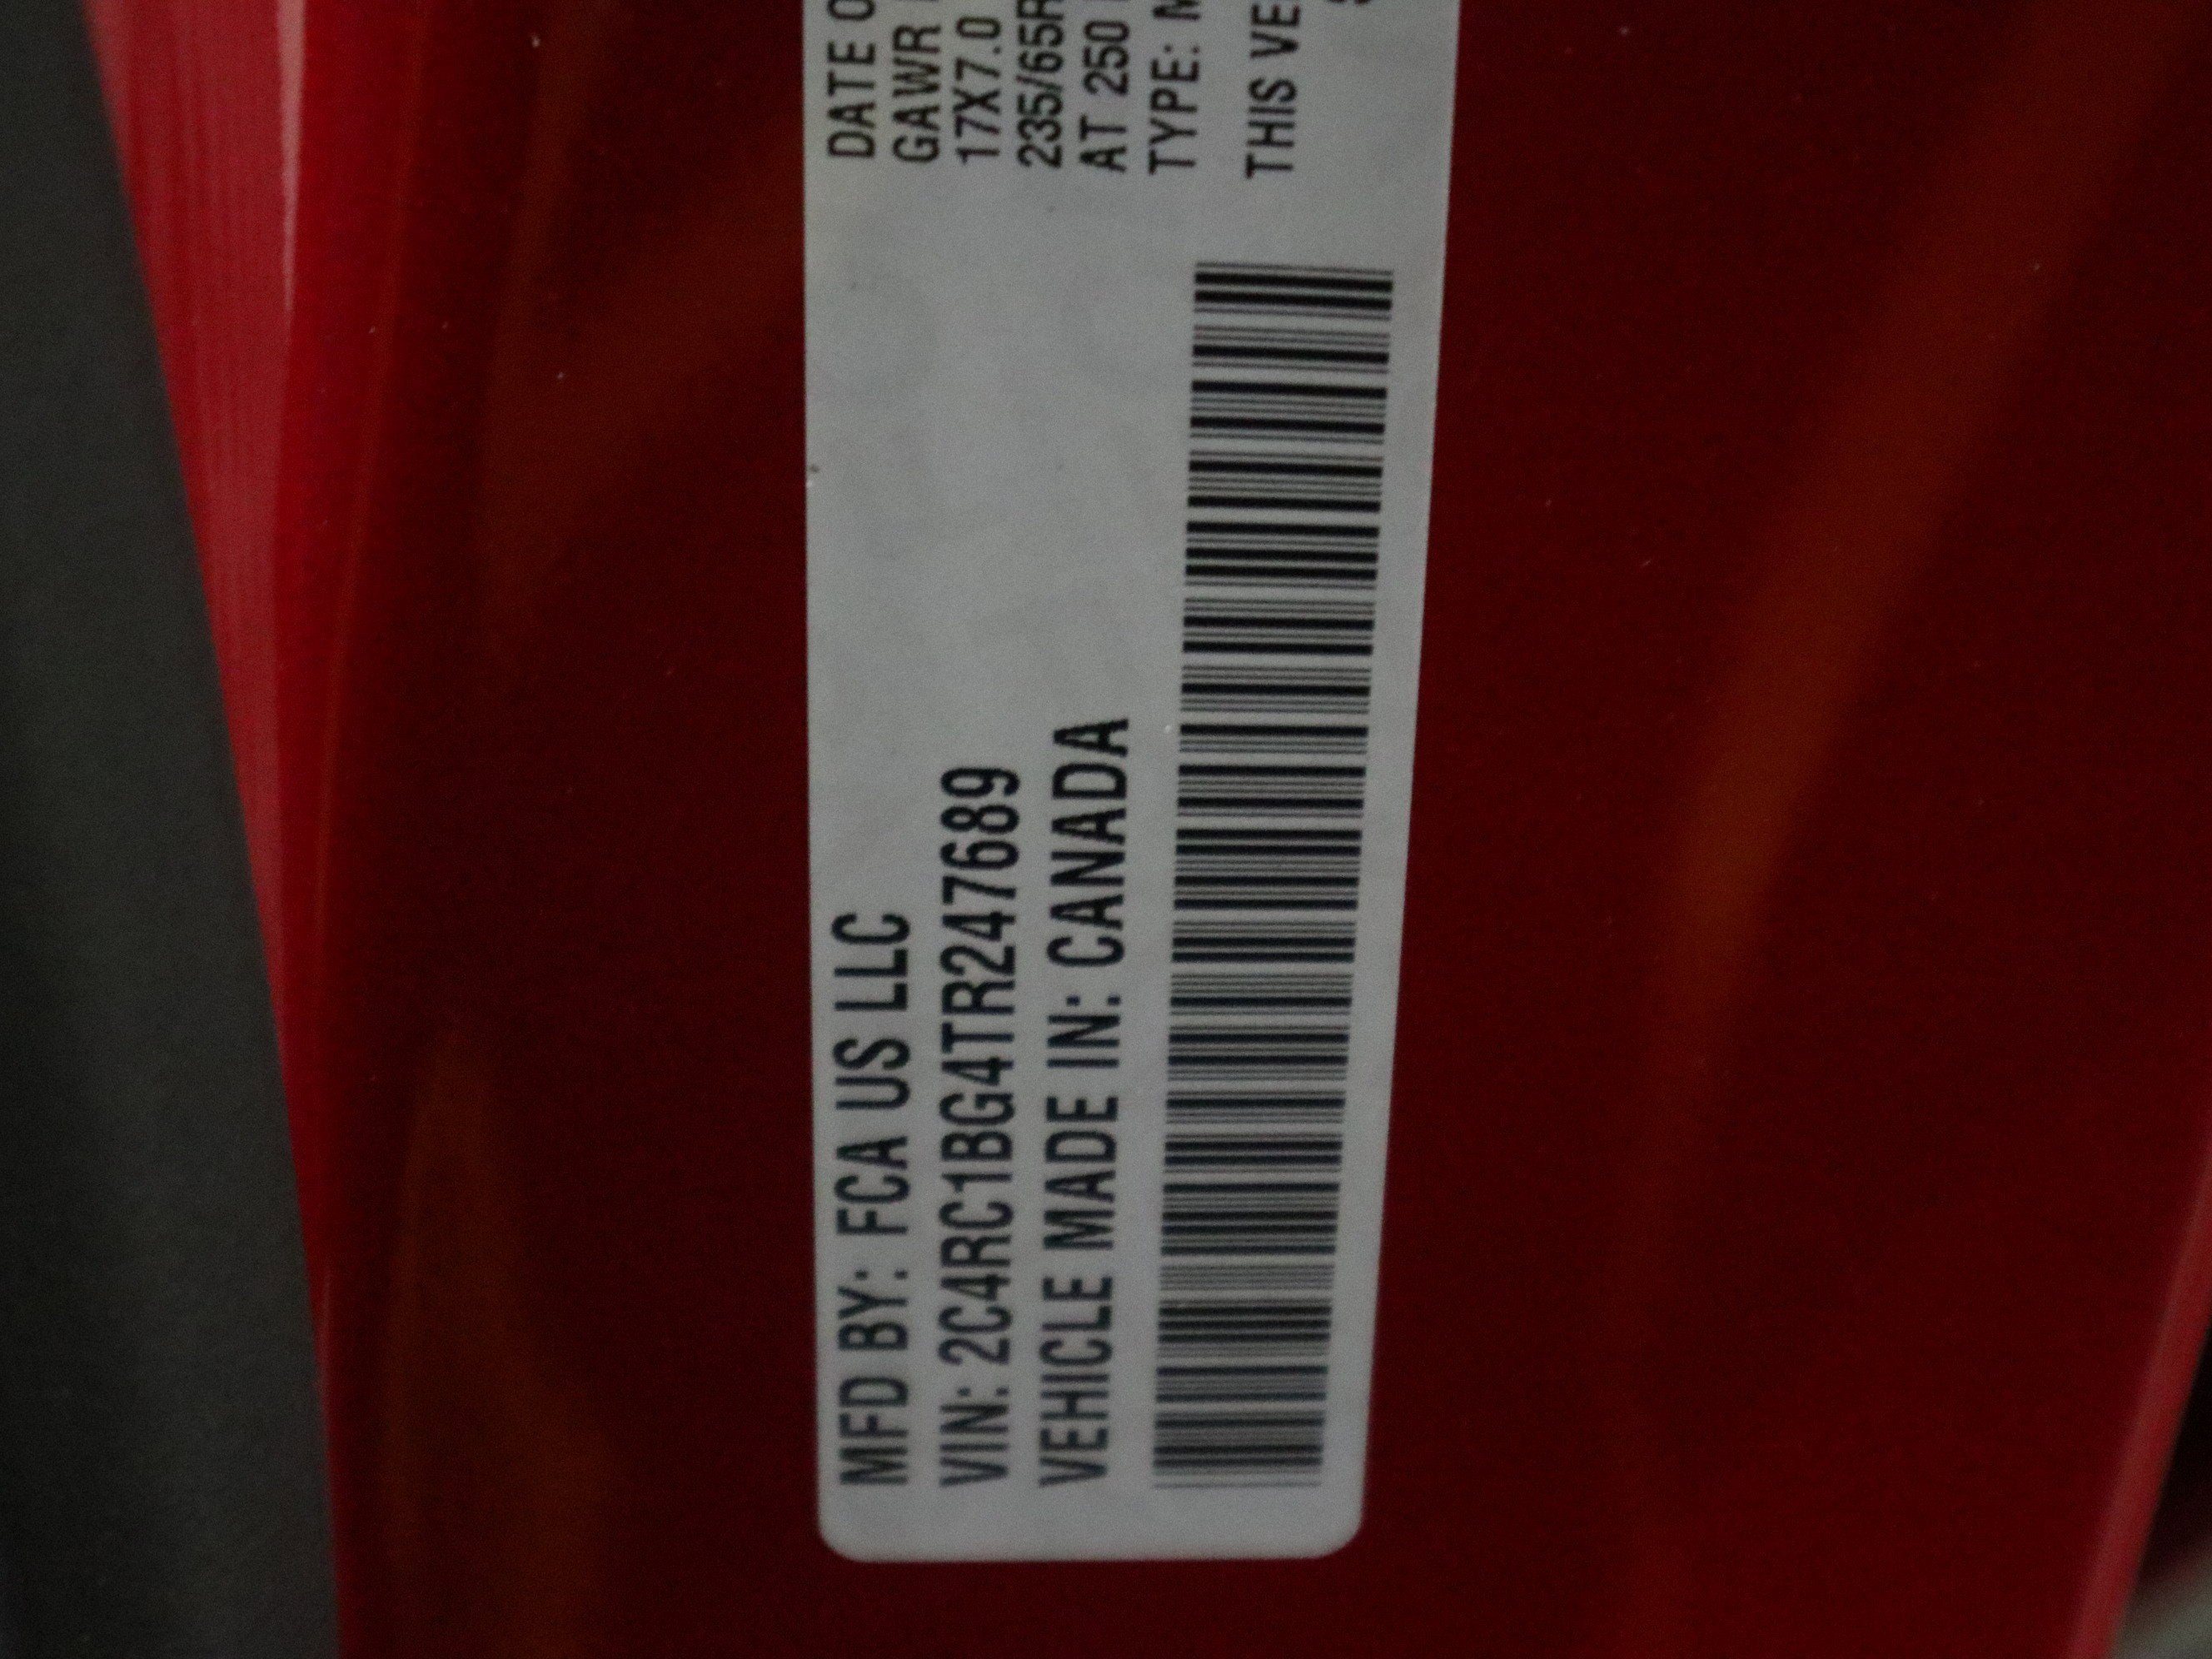 MFD BY: FCA US LLC
VIN: 2C4RC1BG4TR247689
VEHICLE MADE IN: CANADA
DATE O
GAWR
17X7.0
235/65R
AT 250
TYPE: M
THIS VE